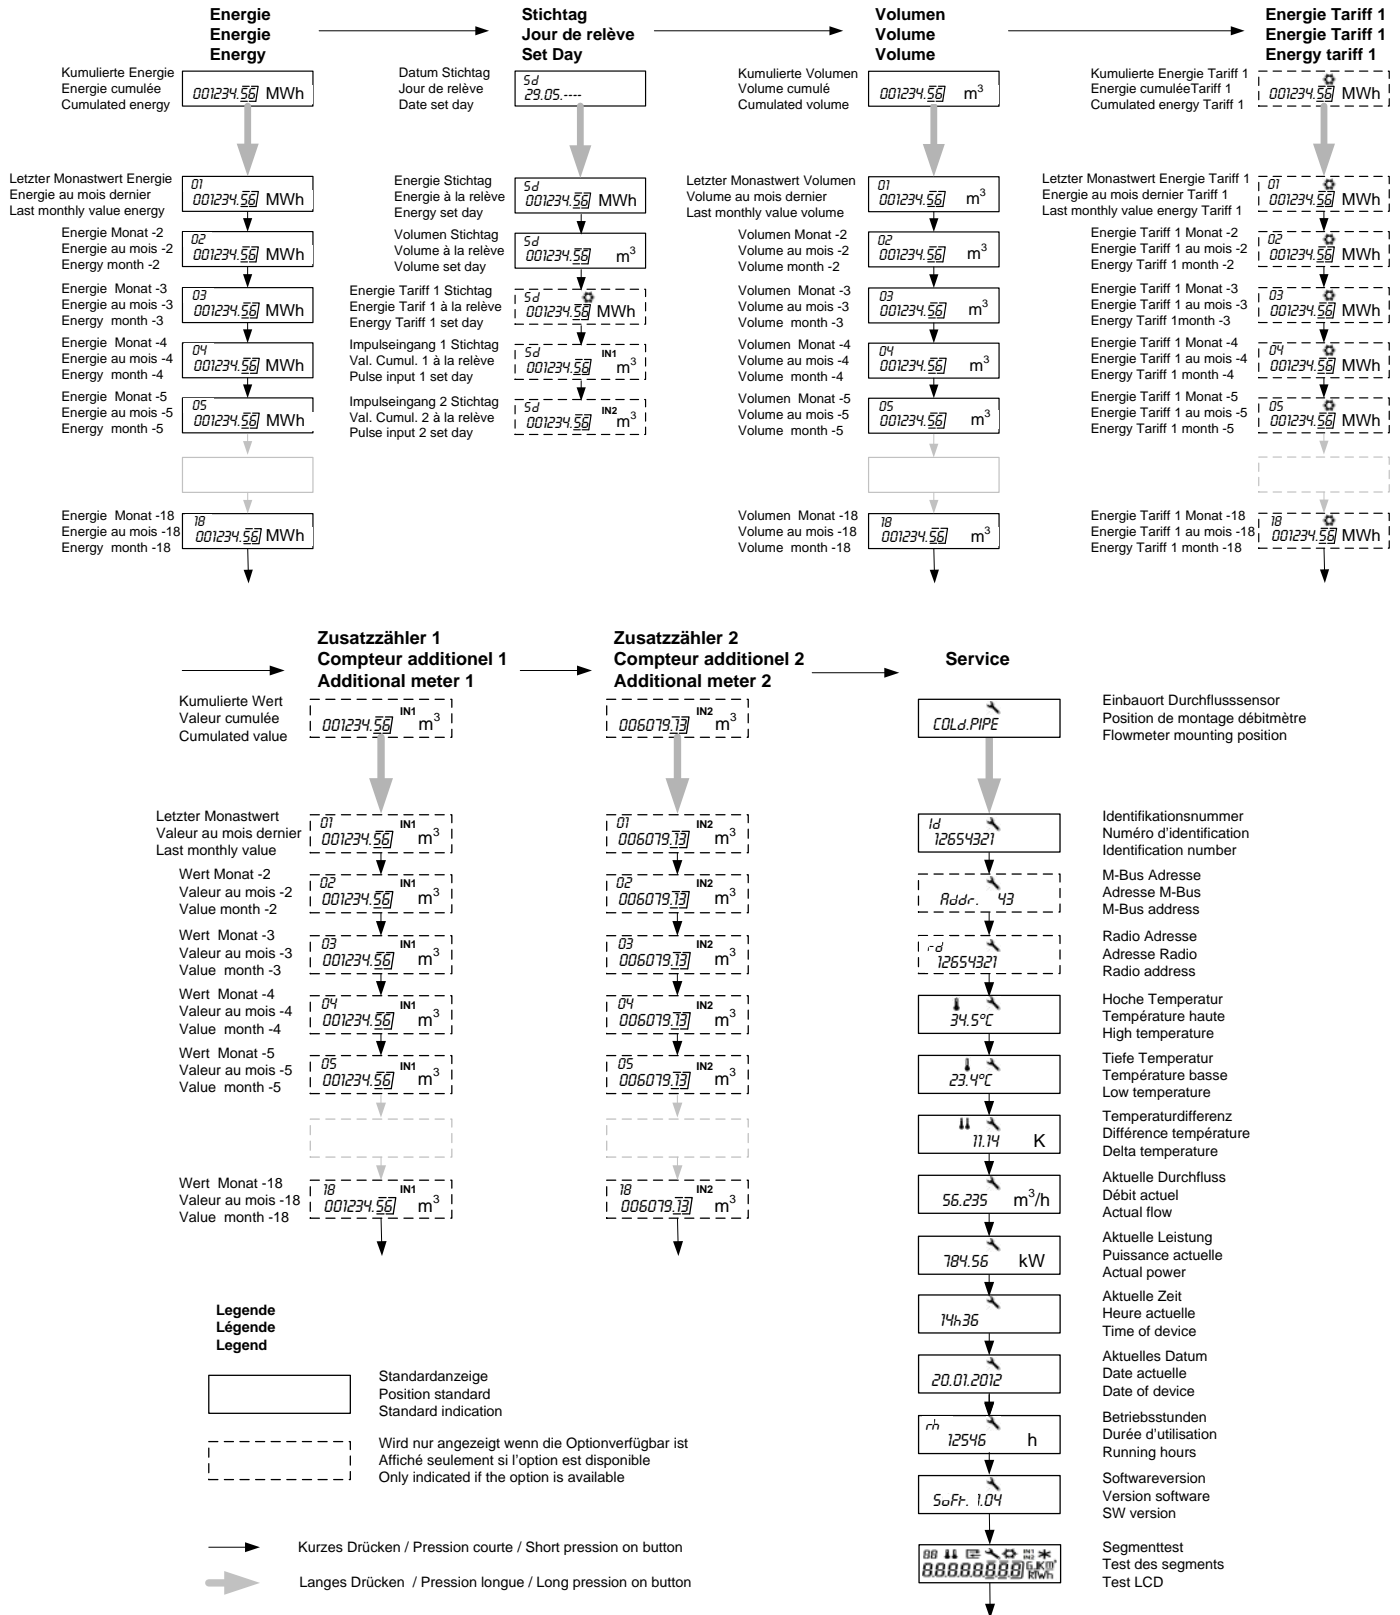 Energie
Energie
Energy
Kumulierte Energie
Energie cumulée
Cumulated energy
001234.56 MWh
Letzter Monastwert Energie
Energie au mois dernier
Last monthly value energy
01
001234.56 MWh
Energie Monat -2
Energie au mois -2
Energy month -2
02
001234.56 MWh
Energie Monat -3
Energie au mois -3
Energy month -3
03
001234.56 MWh
Energie Monat -4
Energie au mois -4
Energy month -4
04
001234.56 MWh
Energie Monat -5
Energie au mois -5
Energy month -5
05
001234.56 MWh
Energie Monat -18
Energie au mois -18
Energy month -18
18
001234.56 MWh
Stichtag
Jour de relève
Set Day
Datum Stichtag
Jour de relève
Date set day
Sd
29.05.----
Energie Stichtag
Energie à la relève
Energy set day
Sd
001234.56 MWh
Volumen Stichtag
Volume à la relève
Volume set day
Sd
001234.56 m³
Energie Tariff 1 Stichtag
Energie Tarif 1 à la relève
Energy Tariff 1 set day
Sd
001234.56 MWh
Impulseingang 1 Stichtag
Val. Cumul. 1 à la relève
Pulse input 1 set day
Sd IN1
001234.56 m³
Impulseingang 2 Stichtag
Val. Cumul. 2 à la relève
Pulse input 2 set day
Sd IN2
001234.56 m³
Volumen
Volume
Volume
Kumulierte Volumen
Volume cumulé
Cumulated volume
001234.56 m³
Letzter Monastwert Volumen
Volume au mois dernier
Last monthly value volume
01
001234.56 m³
Volumen Monat -2
Volume au mois -2
Volume month -2
02
001234.56 m³
Volumen Monat -3
Volume au mois -3
Volume month -3
03
001234.56 m³
Volumen Monat -4
Volume au mois -4
Volume month -4
04
001234.56 m³
Volumen Monat -5
Volume au mois -5
Volume month -5
05
001234.56 m³
Volumen Monat -18
Volume au mois -18
Volume month -18
18
001234.56 m³
Energie Tariff 1
Energie Tariff 1
Energy tariff 1
Kumulierte Energie Tariff 1
Energie cumuléeTariff 1
Cumulated energy Tariff 1
001234.56 MWh
Letzter Monastwert Energie Tariff 1
Energie au mois dernier Tariff 1
Last monthly value energy Tariff 1
01
001234.56 MWh
Energie Tariff 1 Monat -2
Energie Tariff 1 au mois -2
Energy Tariff 1 month -2
02
001234.56 MWh
Energie Tariff 1 Monat -3
Energie Tariff 1 au mois -3
Energy Tariff 1month -3
03
001234.56 MWh
Energie Tariff 1 Monat -4
Energie Tariff 1 au mois -4
Energy Tariff 1 month -4
04
001234.56 MWh
Energie Tariff 1 Monat -5
Energie Tariff 1 au mois -5
Energy Tariff 1 month -5
05
001234.56 MWh
Energie Tariff 1 Monat -18
Energie Tariff 1 au mois -18
Energy Tariff 1 month -18
18
001234.56 MWh
Zusatzzähler 1
Compteur additionel 1
Additional meter 1
Kumulierte Wert
Valeur cumulée
Cumulated value
IN1
001234.56 m³
Letzter Monastwert
Valeur au mois dernier
Last monthly value
01 IN1
001234.56 m³
Wert Monat -2
Valeur au mois -2
Value month -2
02 IN1
001234.56 m³
Wert Monat -3
Valeur au mois -3
Value month -3
03 IN1
001234.56 m³
Wert Monat -4
Valeur au mois -4
Value month -4
04 IN1
001234.56 m³
Wert Monat -5
Valeur au mois -5
Value month -5
05 IN1
001234.56 m³
Wert Monat -18
Valeur au mois -18
Value month -18
18 IN1
001234.56 m³
Zusatzzähler 2
Compteur additionel 2
Additional meter 2
IN2
006079.73 m³
01 IN2
006079.73 m³
02 IN2
006079.73 m³
03 IN2
006079.73 m³
04 IN2
006079.73 m³
05 IN2
006079.73 m³
18 IN2
006079.73 m³
Service
COLd.PIPE
Einbauort Durchflusssensor
Position de montage débitmètre
Flowmeter mounting position
Id
12654321
Identifikationsnummer
Numéro d'identification
Identification number
Addr. 43
M-Bus Adresse
Adresse M-Bus
M-Bus address
rd
12654321
Radio Adresse
Adresse Radio
Radio address
34.5°C
Hoche Temperatur
Température haute
High temperature
23.4°C
Tiefe Temperatur
Température basse
Low temperature
11.14 K
Temperaturdifferenz
Différence température
Delta temperature
56.235 m³/h
Aktuelle Durchfluss
Débit actuel
Actual flow
784.56 kW
Aktuelle Leistung
Puissance actuelle
Actual power
14h36
Aktuelle Zeit
Heure actuelle
Time of device
20.01.2012
Aktuelles Datum
Date actuelle
Date of device
rh
12546 h
Betriebsstunden
Durée d'utilisation
Running hours
SoFt. 1.04
Softwareversion
Version software
SW version
88 IN1 IN2
8.8.8.8.8.8.8.8
Segmenttest
Test des segments
Test LCD
Legende
Légende
Legend
Standardanzeige
Position standard
Standard indication
Wird nur angezeigt wenn die Optionverfügbar ist
Affiché seulement si l'option est disponible
Only indicated if the option is available
Kurzes Drücken / Pression courte / Short pression on button
Langes Drücken / Pression longue / Long pression on button